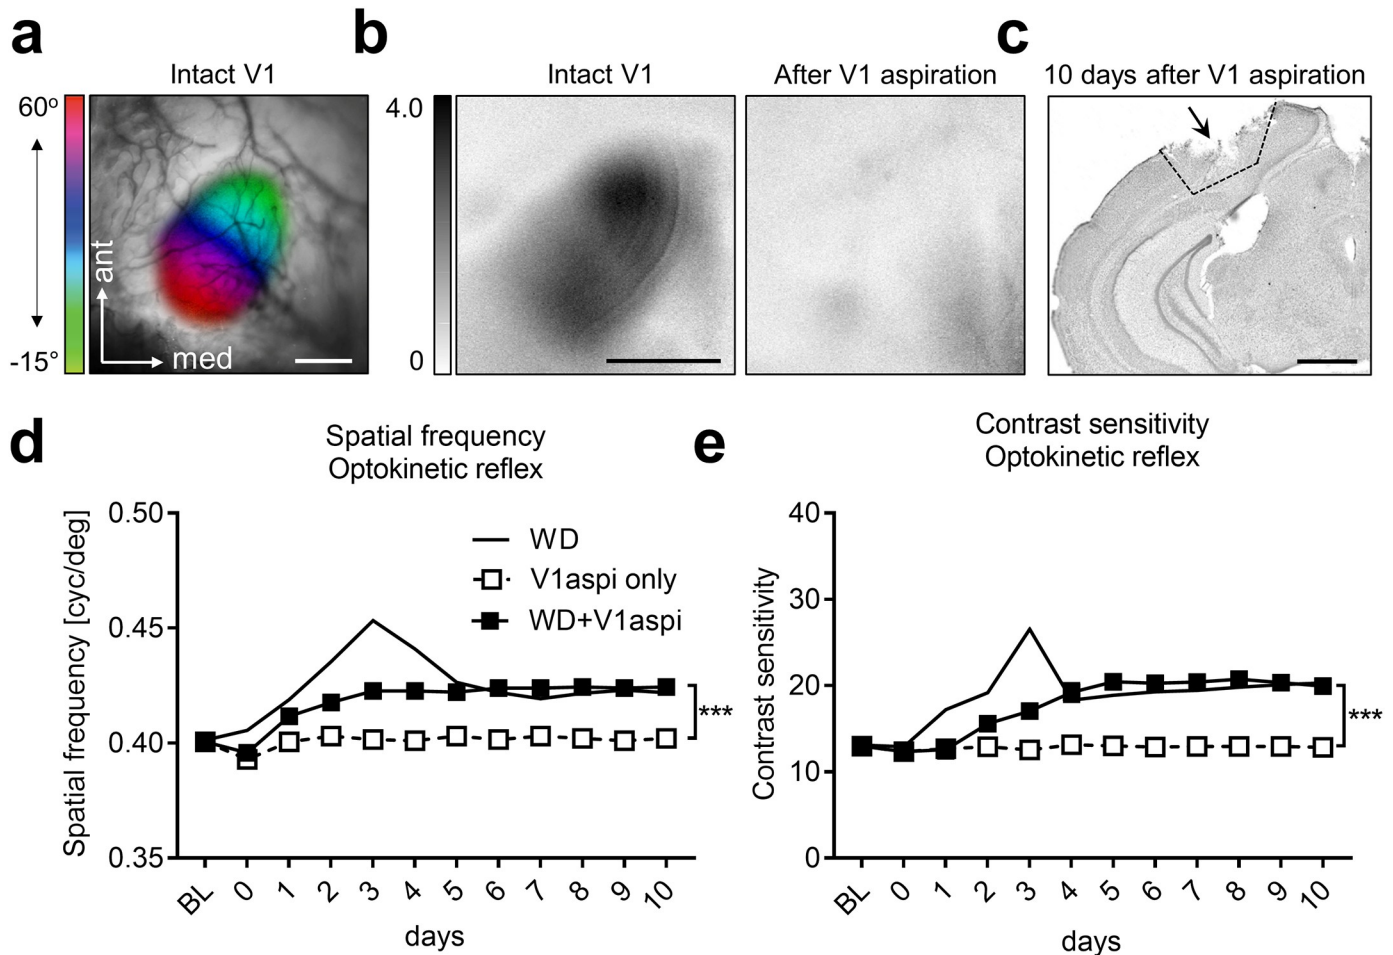 a
Intact V1
60°
-15°
ant
med
b
Intact V1
After V1 aspiration
4.0
0
c
10 days after V1 aspiration
d
Spatial frequency
Optokinetic reflex
Spatial frequency [cyc/deg]
0.50
0.45
0.40
0.35
WD
V1aspi only
WD+V1aspi
***
BL 0 1 2 3 4 5 6 7 8 9 10
days
e
Contrast sensitivity
Optokinetic reflex
Contrast sensitivity
40
30
20
10
0
***
BL 0 1 2 3 4 5 6 7 8 9 10
days